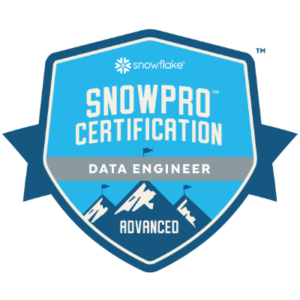 ™
snowflake®
SNOWPRO™
CERTIFICATION
DATA ENGINEER
ADVANCED